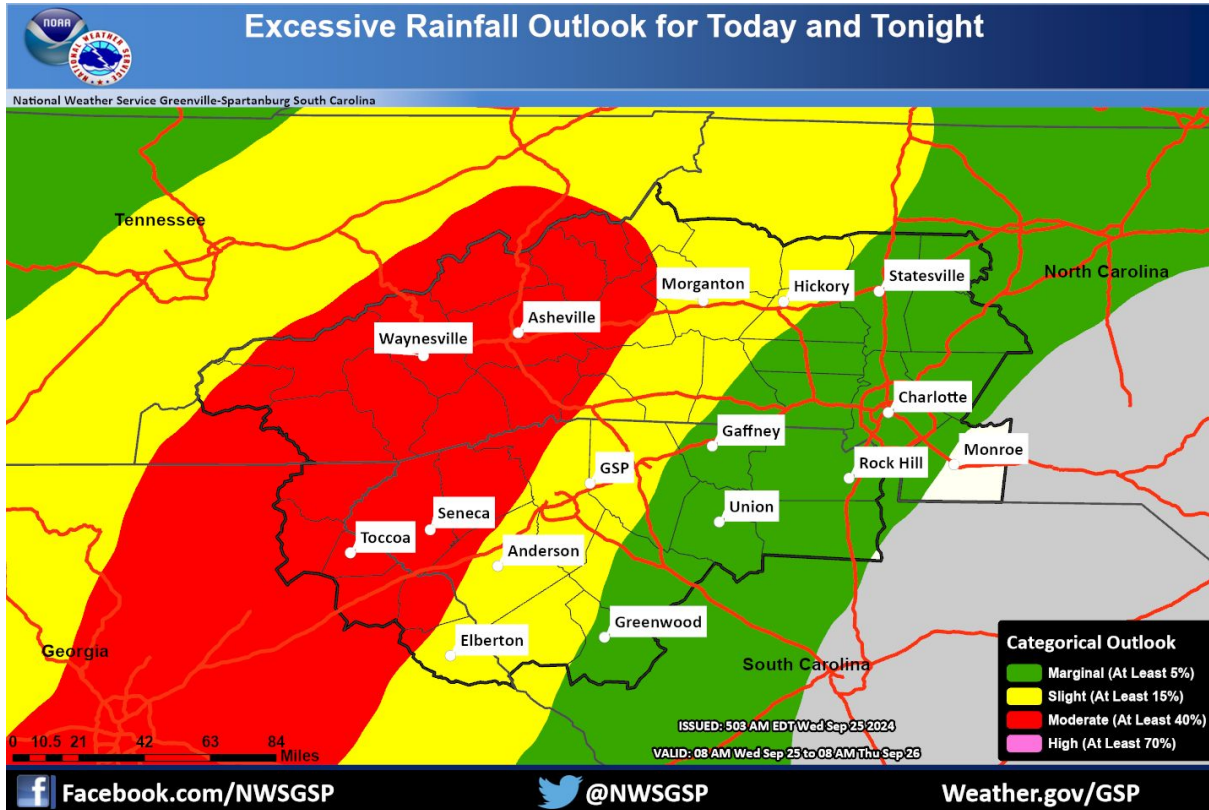 Excessive Rainfall Outlook for Today and Tonight
NOAA
NATIONAL WEATHER SERVICE
National Weather Service Greenville-Spartanburg South Carolina
Tennessee
North Carolina
Morganton
Hickory
Statesville
Asheville
Waynesville
Charlotte
Gaffney
Monroe
GSP
Rock Hill
Seneca
Union
Toccoa
Anderson
Greenwood
Elberton
Georgia
South Carolina
Categorical Outlook
Marginal (At Least 5%)
Slight (At Least 15%)
Moderate (At Least 40%)
High (At Least 70%)
ISSUED: 503 AM EDT Wed Sep 25 2024
VALID: 08 AM Wed Sep 25 to 08 AM Thu Sep 26
0 10.5 21 42 63 84
Miles
Facebook.com/NWSGSP
@NWSGSP
Weather.gov/GSP